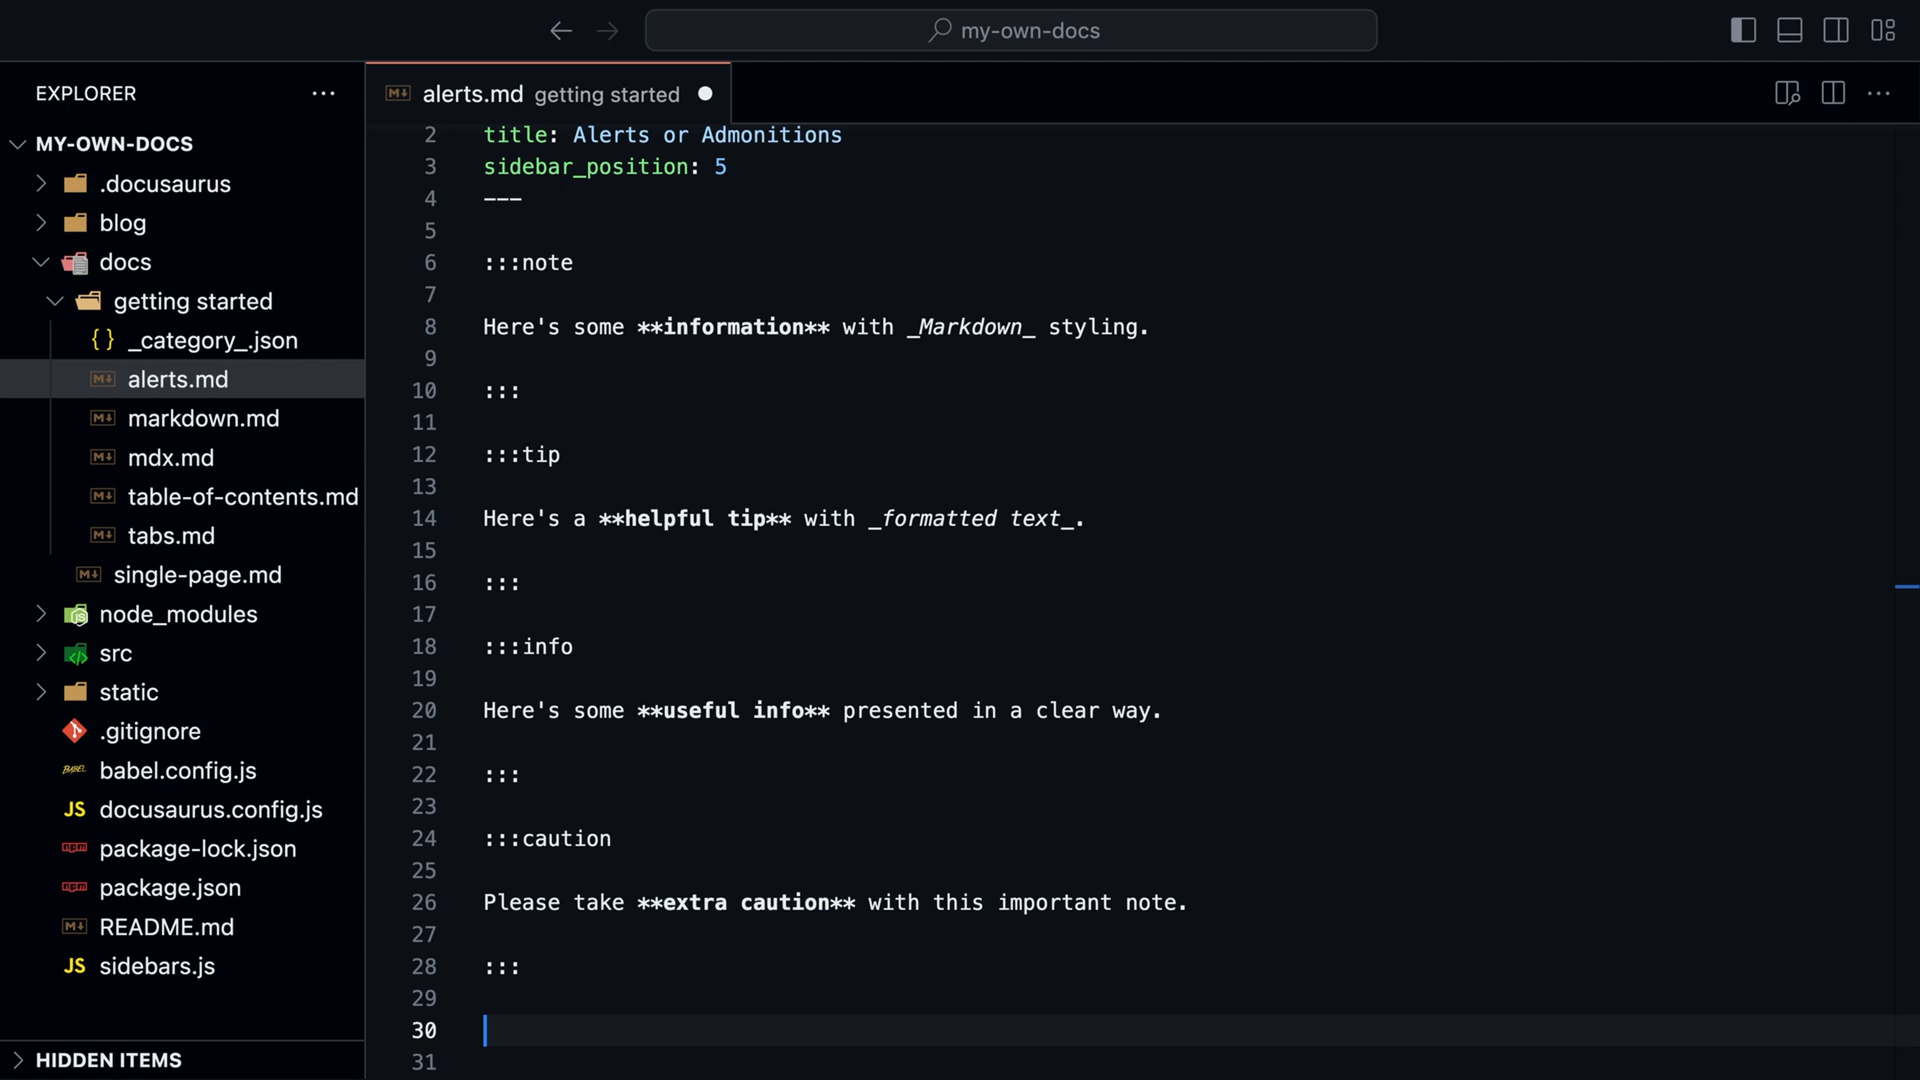 my-own-docs
EXPLORER
MY-OWN-DOCS
.docusaurus
blog
docs
getting started
{} _category_.json
M↓ alerts.md
M↓ markdown.md
M↓ mdx.md
M↓ table-of-contents.md
M↓ tabs.md
M↓ single-page.md
node_modules
src
static
.gitignore
BABEL babel.config.js
JS docusaurus.config.js
npm package-lock.json
npm package.json
M↓ README.md
JS sidebars.js
HIDDEN ITEMS
M↓ alerts.md getting started
2 title: Alerts or Admonitions
3 sidebar_position: 5
4 ---
5
6 :::note
7
8 Here's some **information** with _Markdown_ styling.
9
10 :::
11
12 :::tip
13
14 Here's a **helpful tip** with _formatted text_.
15
16 :::
17
18 :::info
19
20 Here's some **useful info** presented in a clear way.
21
22 :::
23
24 :::caution
25
26 Please take **extra caution** with this important note.
27
28 :::
29
30
31